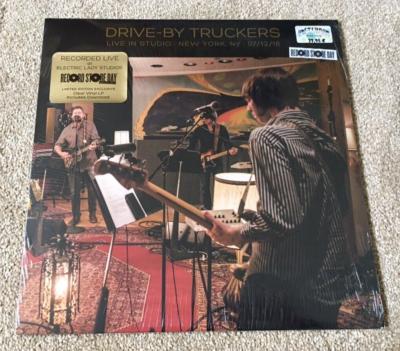 DRIVE-BY TRUCKERS
LIVE IN STUDIO · NEW YORK, NY · 07/12/16
RECORDED LIVE
at
ELECTRIC LADY STUDIOS
RECORD STORE DAY
LIMITED EDITION EXCLUSIVE
Clear Vinyl LP
Includes Download
RECORD STORE DAY